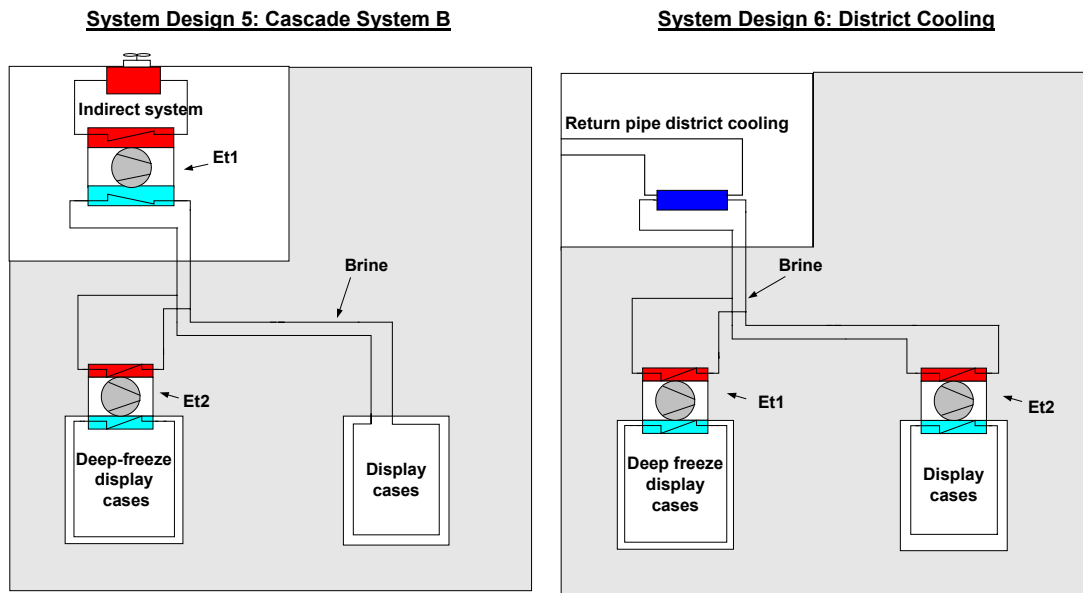 System Design 5: Cascade System B
Indirect system
Et1
Brine
Et2
Deep-freeze
display
cases
Display
cases
System Design 6: District Cooling
Return pipe district cooling
Brine
Et1
Et2
Deep freeze
display
cases
Display
cases